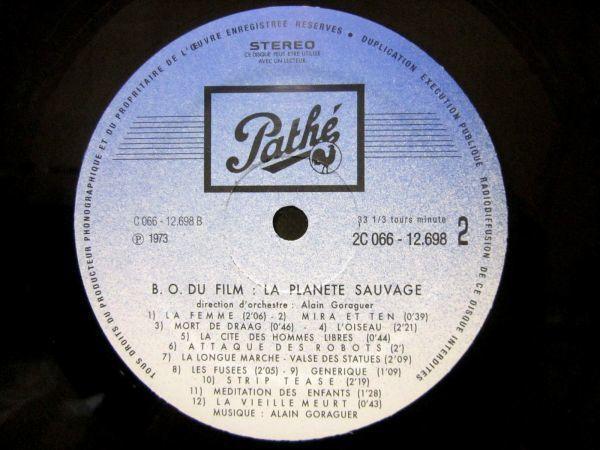 TOUS DROITS DU PRODUCTEUR PHONOGRAPHIQUE ET DU PROPRIETAIRE DE L'ŒUVRE ENREGISTREE RESERVES • DUPLICATION EXECUTION PUBLIQUE RADIODIFFUSION DE CE DISQUE INTERDITES
STEREO
CE DISQUE PEUT ETRE UTILISE
AVEC UN LECTEUR
Pathé
C 066 - 12.698 B
℗ 1973
33 1/3 tours minute
2C 066 - 12.698 2
B. O. DU FILM : LA PLANETE SAUVAGE
direction d'orchestre : Alain Goraguer
1) LA FEMME (2'06) - 2) MIRA ET TEN (0'39)
3) MORT DE DRAAG (0'46) - 4) L'OISEAU (2'21)
5) LA CITE DES HOMMES LIBRES (0'44)
6) ATTAQUE DES ROBOTS (2')
7) LA LONGUE MARCHE - VALSE DES STATUES (2'09)
8) LES FUSEES (2'05) - 9) GENERIQUE (1'09)
10) STRIP TEASE (2'19)
11) MEDITATION DES ENFANTS (1'28)
12) LA VIEILLE MEURT (0'43)
MUSIQUE : ALAIN GORAGUER